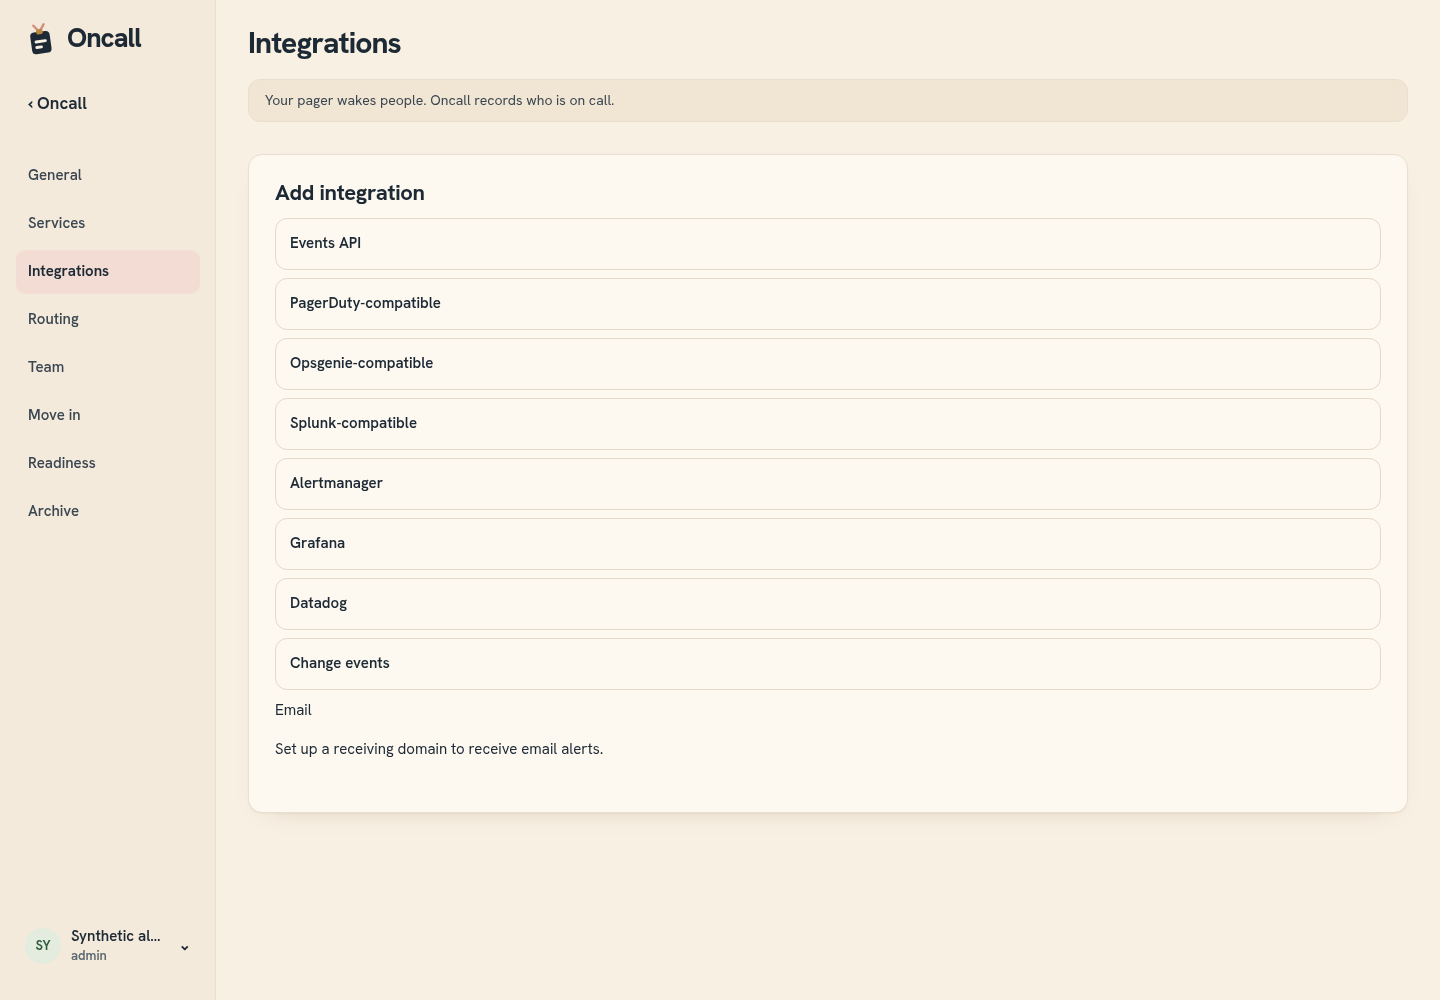 Oncall
‹ Oncall
General
Services
Integrations
Routing
Team
Move in
Readiness
Archive
SY
Synthetic al...
admin
Integrations
Your pager wakes people. Oncall records who is on call.
Add integration
Events API
PagerDuty-compatible
Opsgenie-compatible
Splunk-compatible
Alertmanager
Grafana
Datadog
Change events
Email
Set up a receiving domain to receive email alerts.